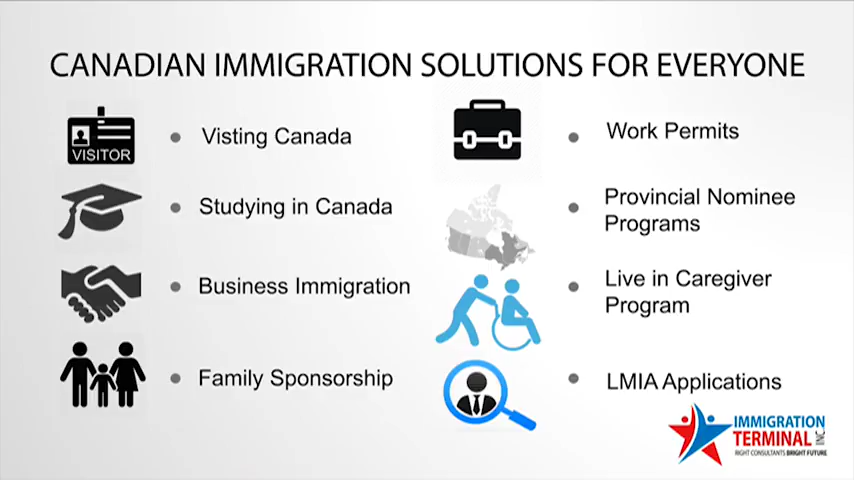 CANADIAN IMMIGRATION SOLUTIONS FOR EVERYONE
VISITOR
Visting Canada
Studying in Canada
Business Immigration
Family Sponsorship
Work Permits
Provincial Nominee
Programs
Live in Caregiver
Program
LMIA Applications
IMMIGRATION
TERMINAL INC
RIGHT CONSULTANTS BRIGHT FUTURE